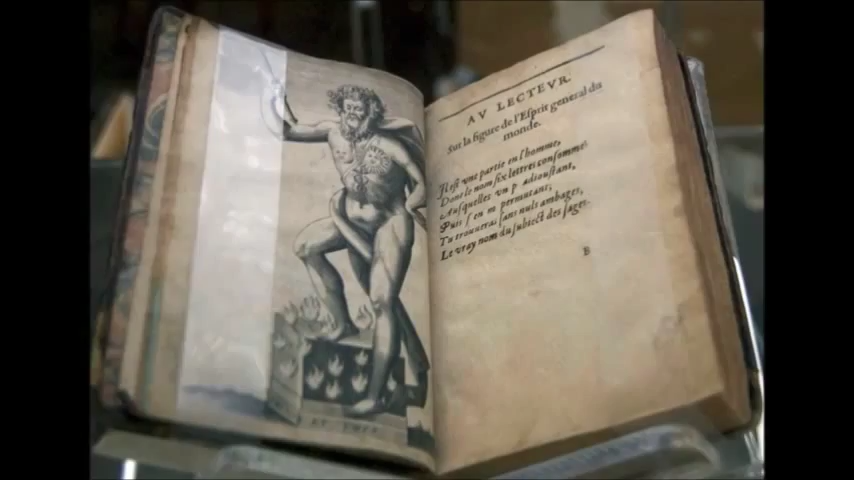 AV LECTEVR
Sur la figure de l'Esprit general du
monde.
Il est vne partie en l'homme,
Dont le nom six lettres consomme
Ausquelles vn p adioustant,
Puis s en m permutant,
Tu trouueras sans nuls ambages,
Le vray nom du subiect des sages.
B